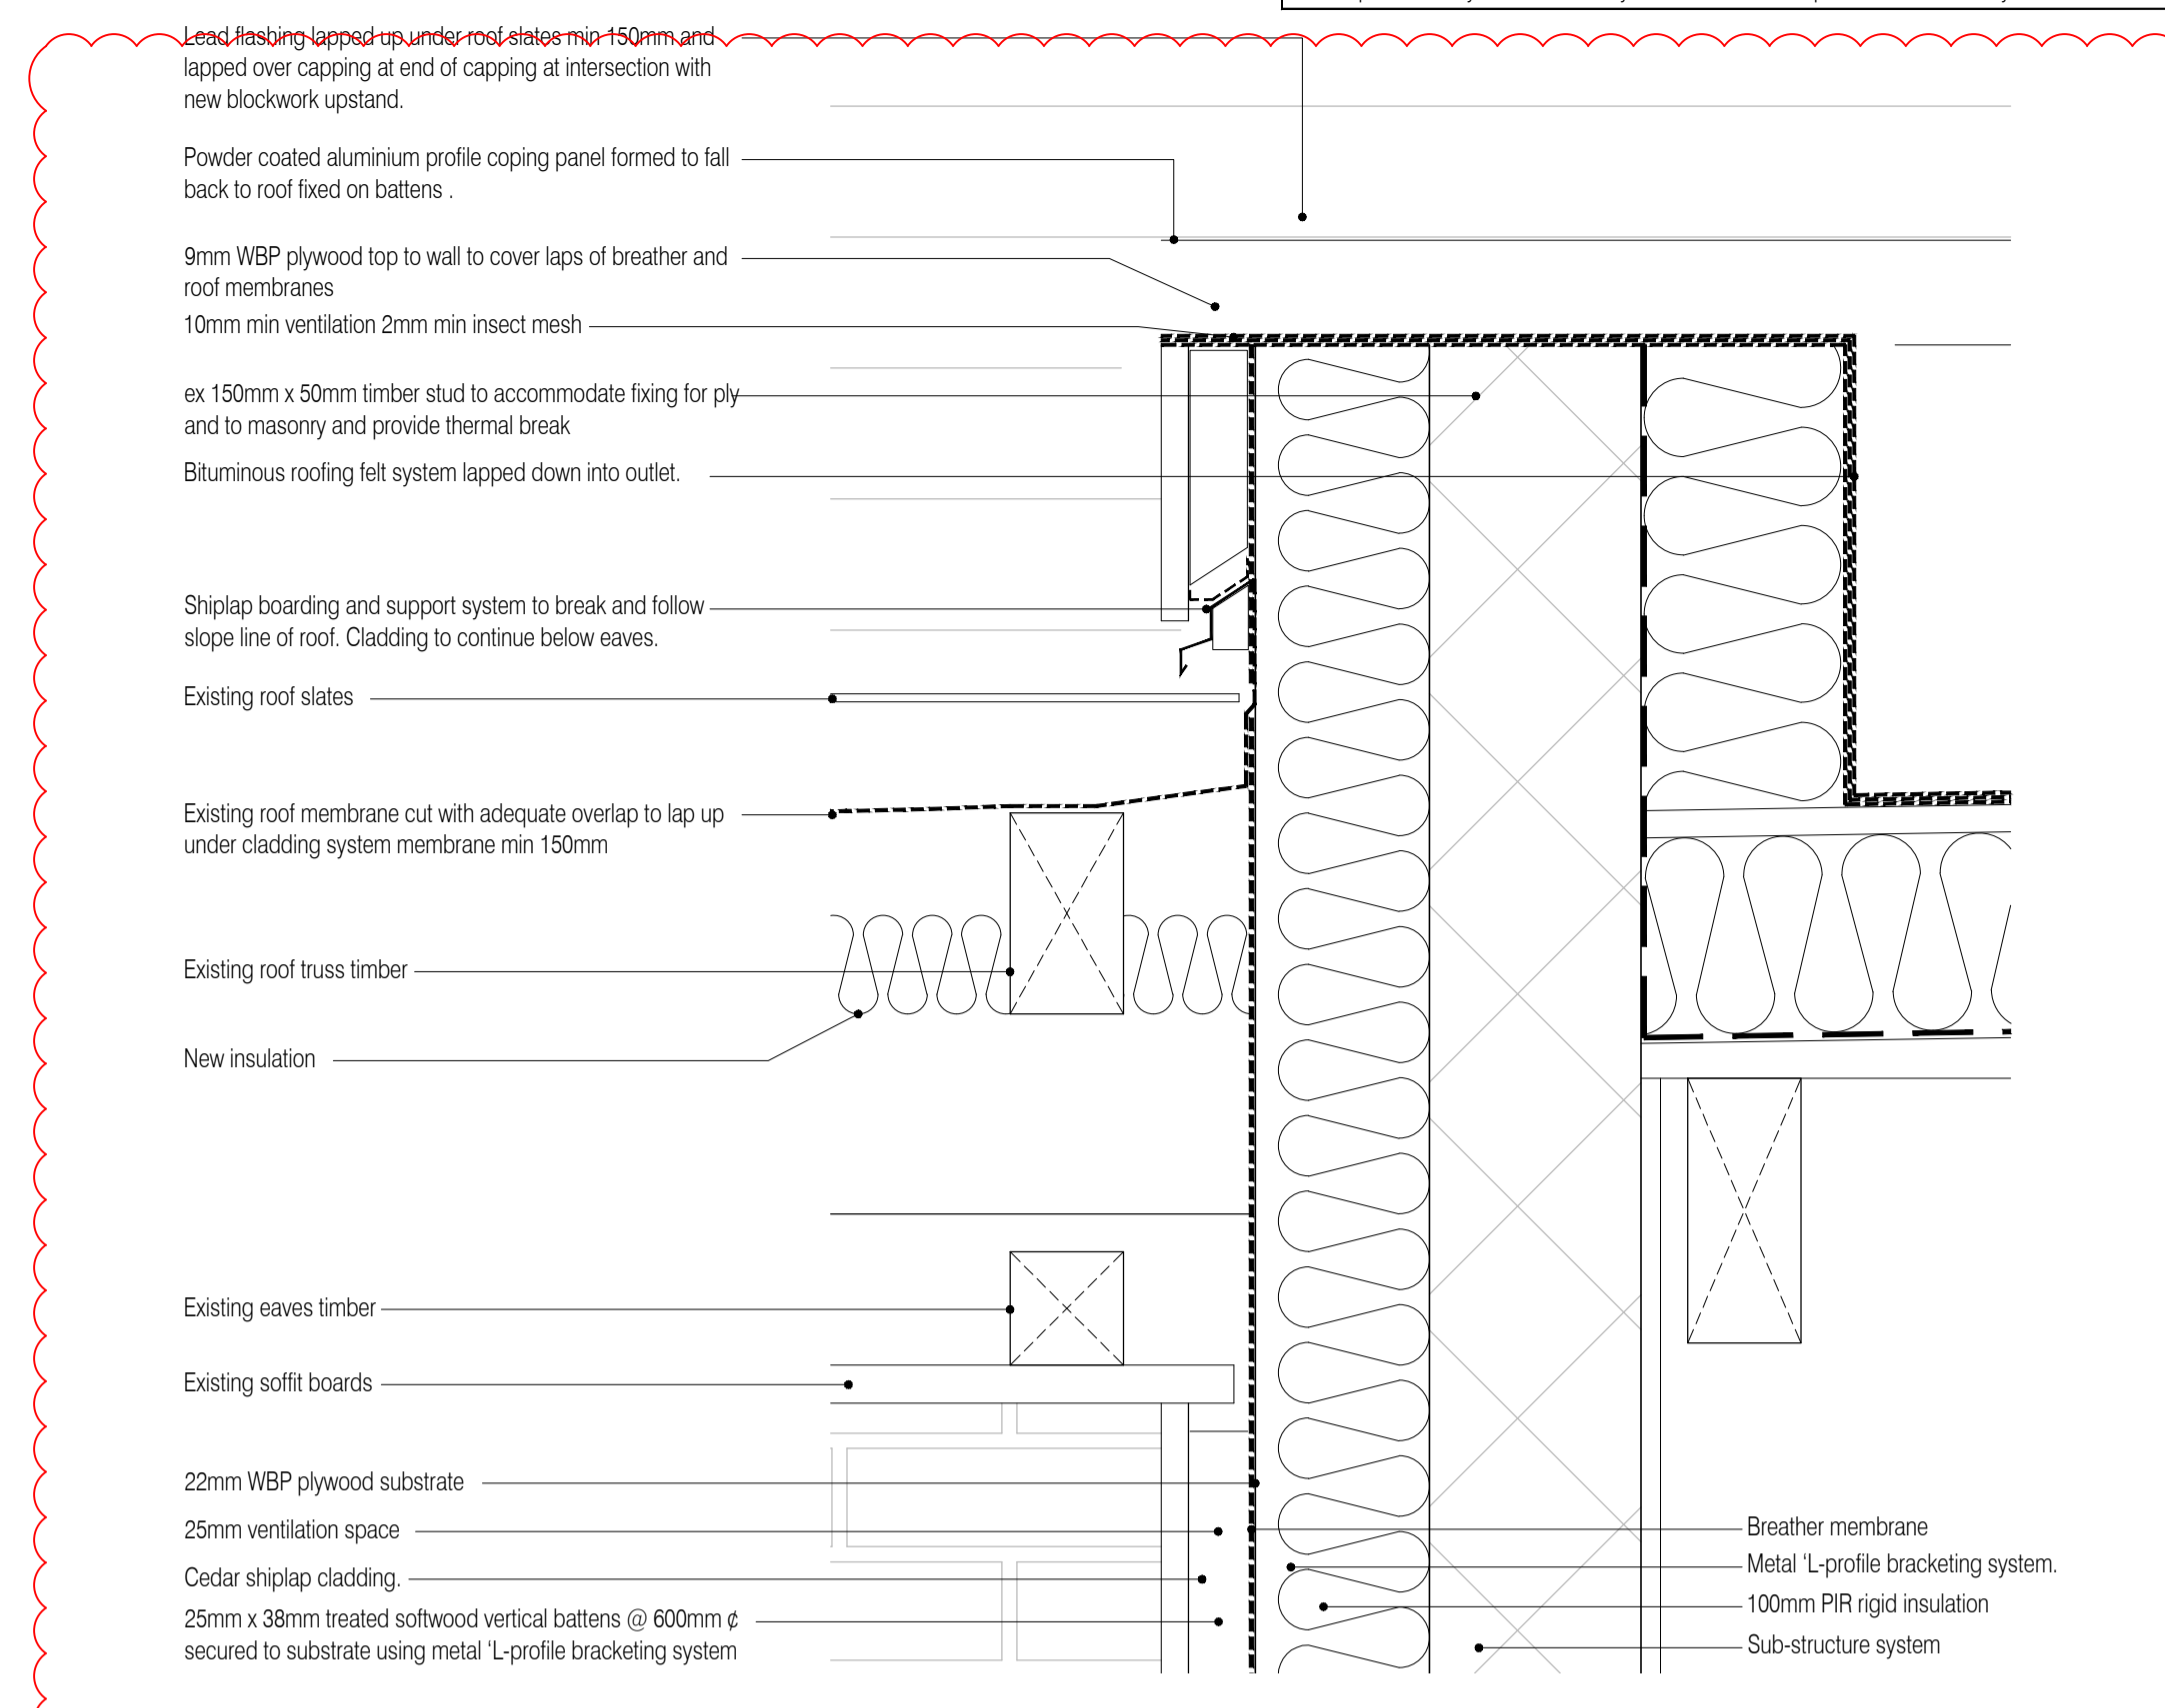 Lead flashing lapped up under roof slates min 150mm and
lapped over capping at end of capping at intersection with
new blockwork upstand.
Powder coated aluminium profile coping panel formed to fall
back to roof fixed on battens .
9mm WBP plywood top to wall to cover laps of breather and
roof membranes
10mm min ventilation 2mm min insect mesh
ex 150mm x 50mm timber stud to accommodate fixing for ply
and to masonry and provide thermal break
Bituminous roofing felt system lapped down into outlet.
Shiplap boarding and support system to break and follow
slope line of roof. Cladding to continue below eaves.
Existing roof slates
Existing roof membrane cut with adequate overlap to lap up
under cladding system membrane min 150mm
Existing roof truss timber
New insulation
Existing eaves timber
Existing soffit boards
22mm WBP plywood substrate
25mm ventilation space
Cedar shiplap cladding.
25mm x 38mm treated softwood vertical battens @ 600mm ¢
secured to substrate using metal ‘L-profile bracketing system
Breather membrane
Metal ‘L-profile bracketing system.
100mm PIR rigid insulation
Sub-structure system